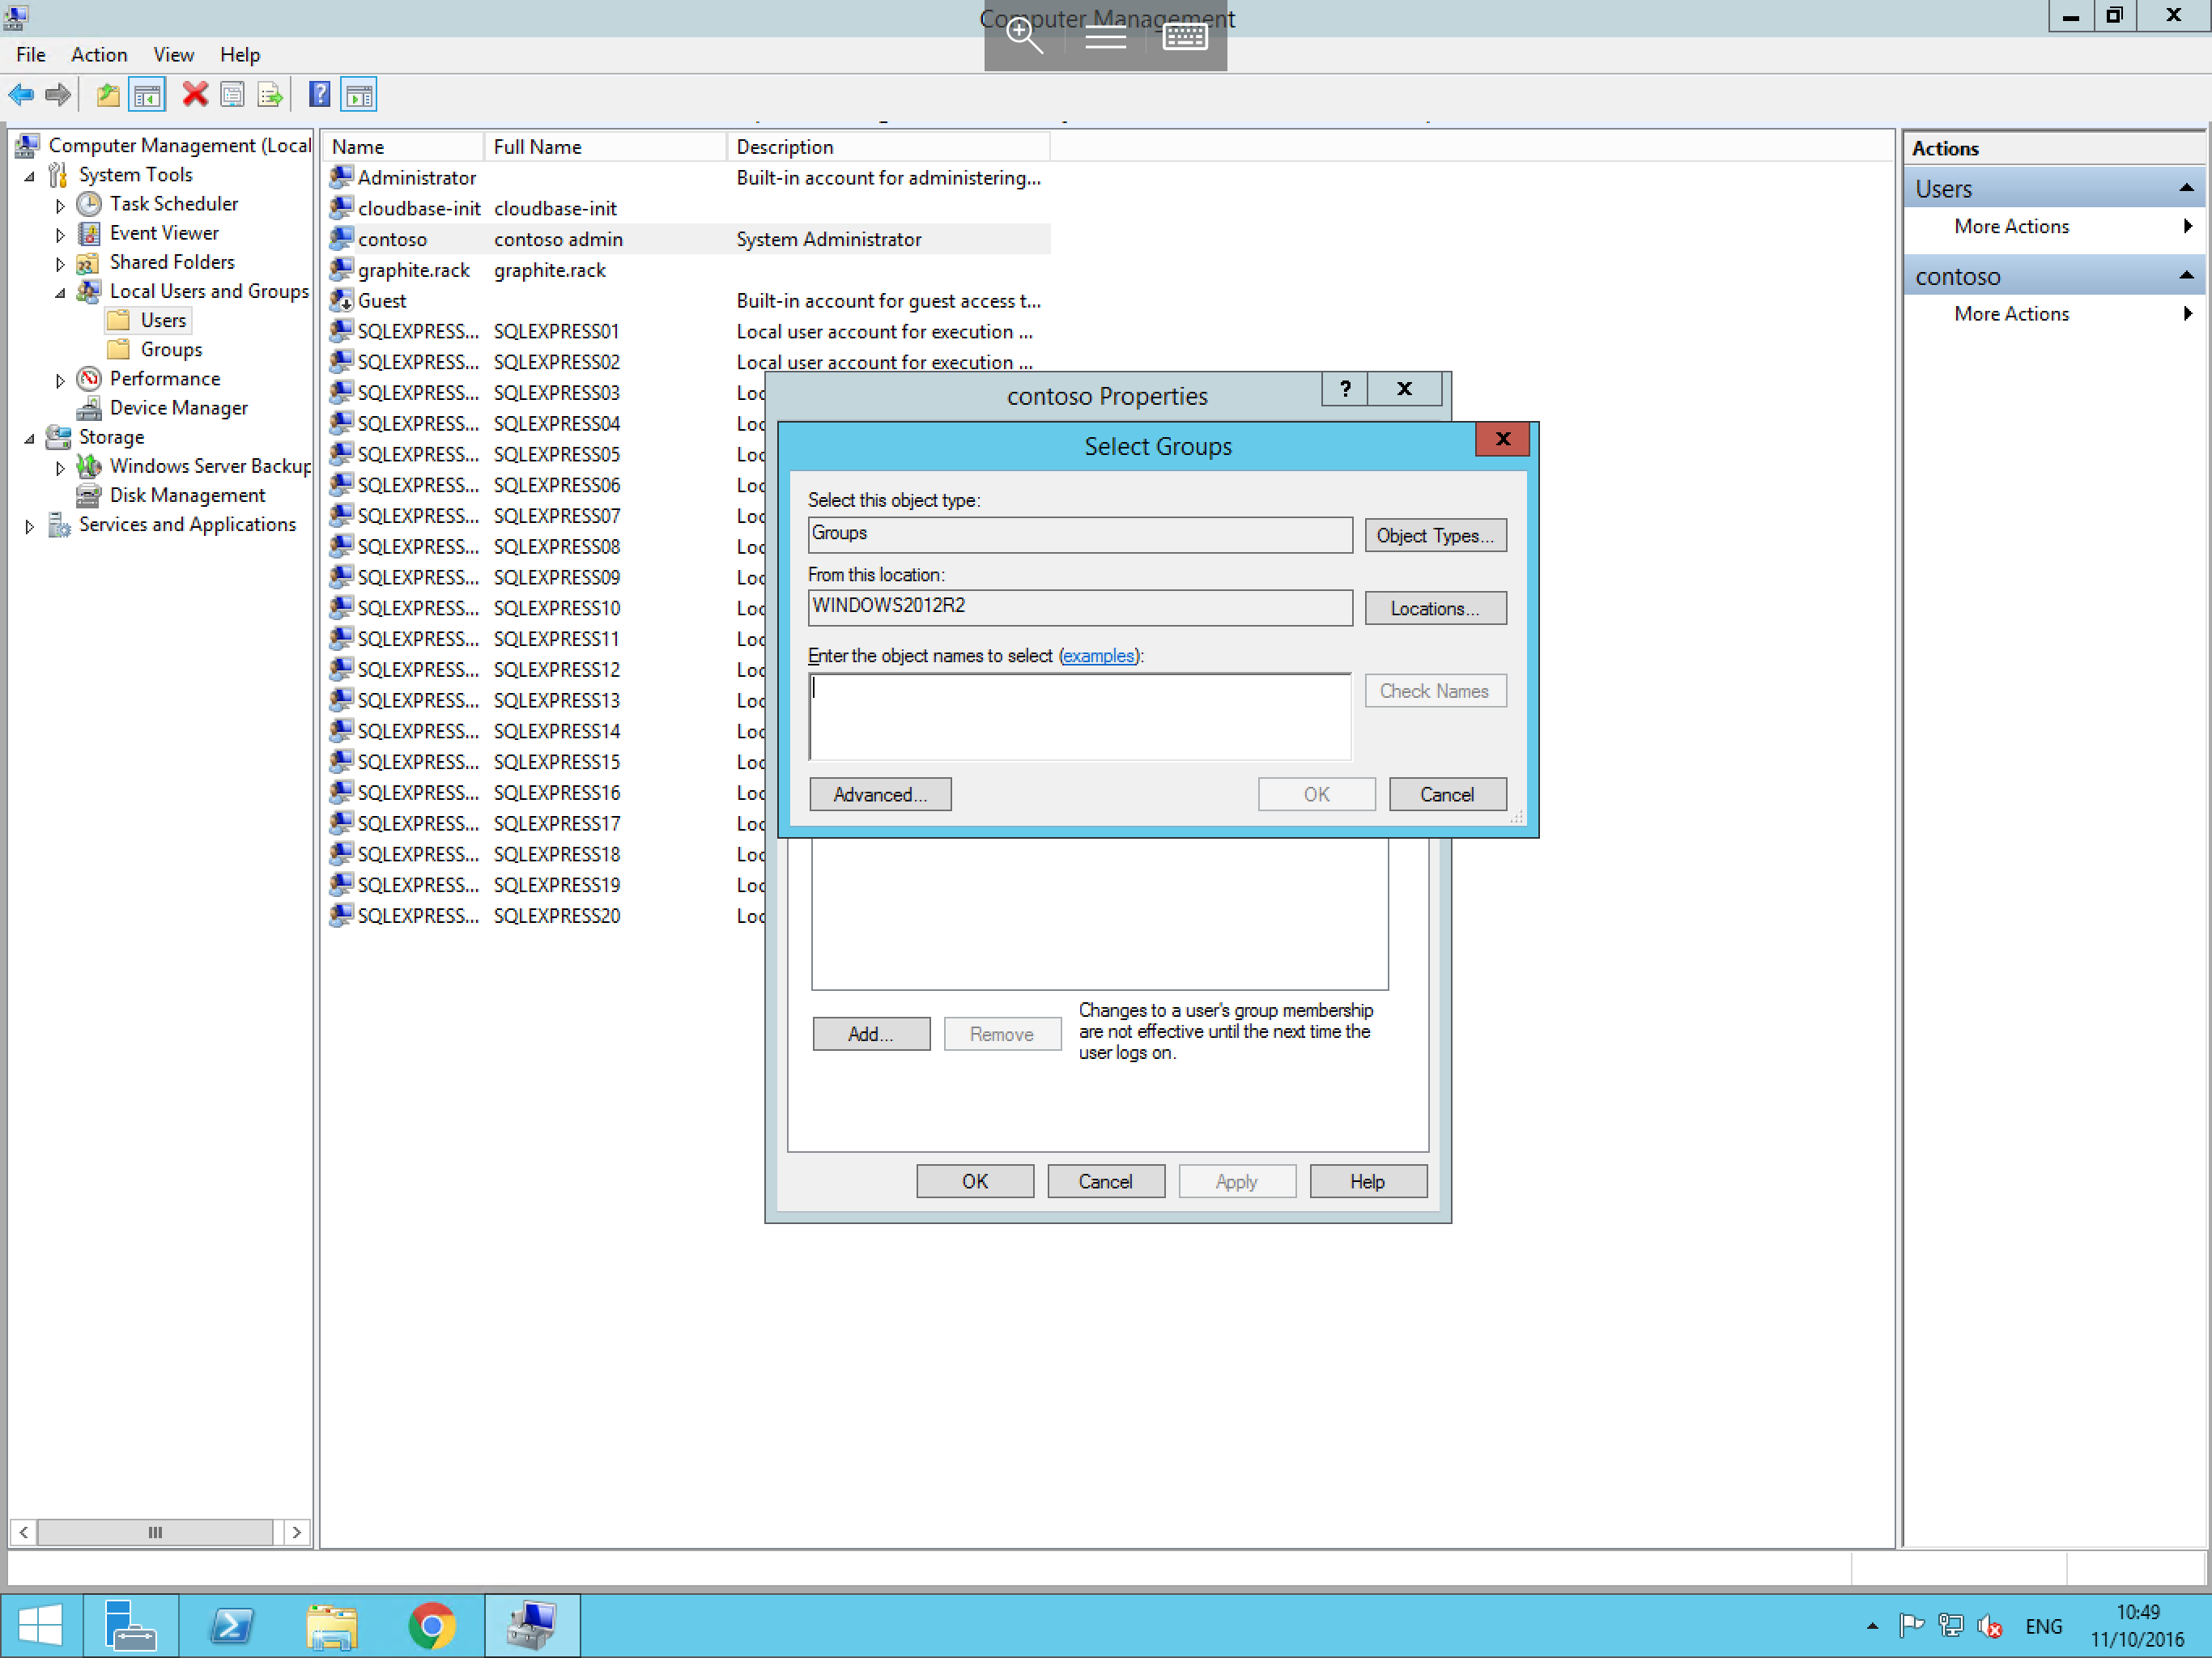 Computer Management
File Action View Help
Computer Management (Local
System Tools
Task Scheduler
Event Viewer
Shared Folders
Local Users and Groups
Users
Groups
Performance
Device Manager
Storage
Windows Server Backup
Disk Management
Services and Applications
Name Full Name Description
Administrator Built-in account for administering...
cloudbase-init cloudbase-init
contoso contoso admin System Administrator
graphite.rack graphite.rack
Guest Built-in account for guest access t...
SQLEXPRESS... SQLEXPRESS01 Local user account for execution ...
SQLEXPRESS... SQLEXPRESS02 Local user account for execution ...
SQLEXPRESS... SQLEXPRESS03 Loc
SQLEXPRESS... SQLEXPRESS04 Loc
SQLEXPRESS... SQLEXPRESS05 Loc
SQLEXPRESS... SQLEXPRESS06 Loc
SQLEXPRESS... SQLEXPRESS07 Loc
SQLEXPRESS... SQLEXPRESS08 Loc
SQLEXPRESS... SQLEXPRESS09 Loc
SQLEXPRESS... SQLEXPRESS10 Loc
SQLEXPRESS... SQLEXPRESS11 Loc
SQLEXPRESS... SQLEXPRESS12 Loc
SQLEXPRESS... SQLEXPRESS13 Loc
SQLEXPRESS... SQLEXPRESS14 Loc
SQLEXPRESS... SQLEXPRESS15 Loc
SQLEXPRESS... SQLEXPRESS16 Loc
SQLEXPRESS... SQLEXPRESS17 Loc
SQLEXPRESS... SQLEXPRESS18 Loc
SQLEXPRESS... SQLEXPRESS19 Loc
SQLEXPRESS... SQLEXPRESS20 Loc
contoso Properties
Select Groups
Select this object type:
Groups Object Types...
From this location:
WINDOWS2012R2 Locations...
Enter the object names to select (examples):
Check Names
Advanced... OK Cancel
Add... Remove
Changes to a user's group membership
are not effective until the next time the
user logs on.
OK Cancel Apply Help
Actions
Users
More Actions
contoso
More Actions
ENG
10:49
11/10/2016